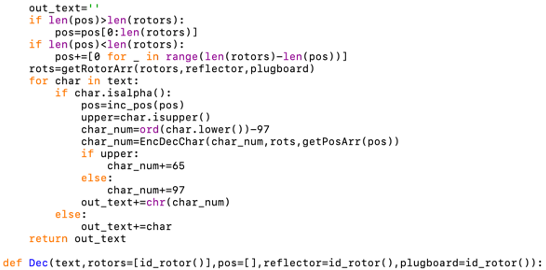 out_text=''
    if len(pos)>len(rotors):
        pos=pos[0:len(rotors)]
    if len(pos)<len(rotors):
        pos+=[0 for _ in range(len(rotors)-len(pos))]
    rots=getRotorArr(rotors,reflector,plugboard)
    for char in text:
        if char.isalpha():
            pos=inc_pos(pos)
            upper=char.isupper()
            char_num=ord(char.lower())-97
            char_num=EncDecChar(char_num,rots,getPosArr(pos))
            if upper:
                char_num+=65
            else:
                char_num+=97
            out_text+=chr(char_num)
        else:
            out_text+=char
    return out_text

def Dec(text,rotors=[id_rotor()],pos=[],reflector=id_rotor(),plugboard=id_rotor()):